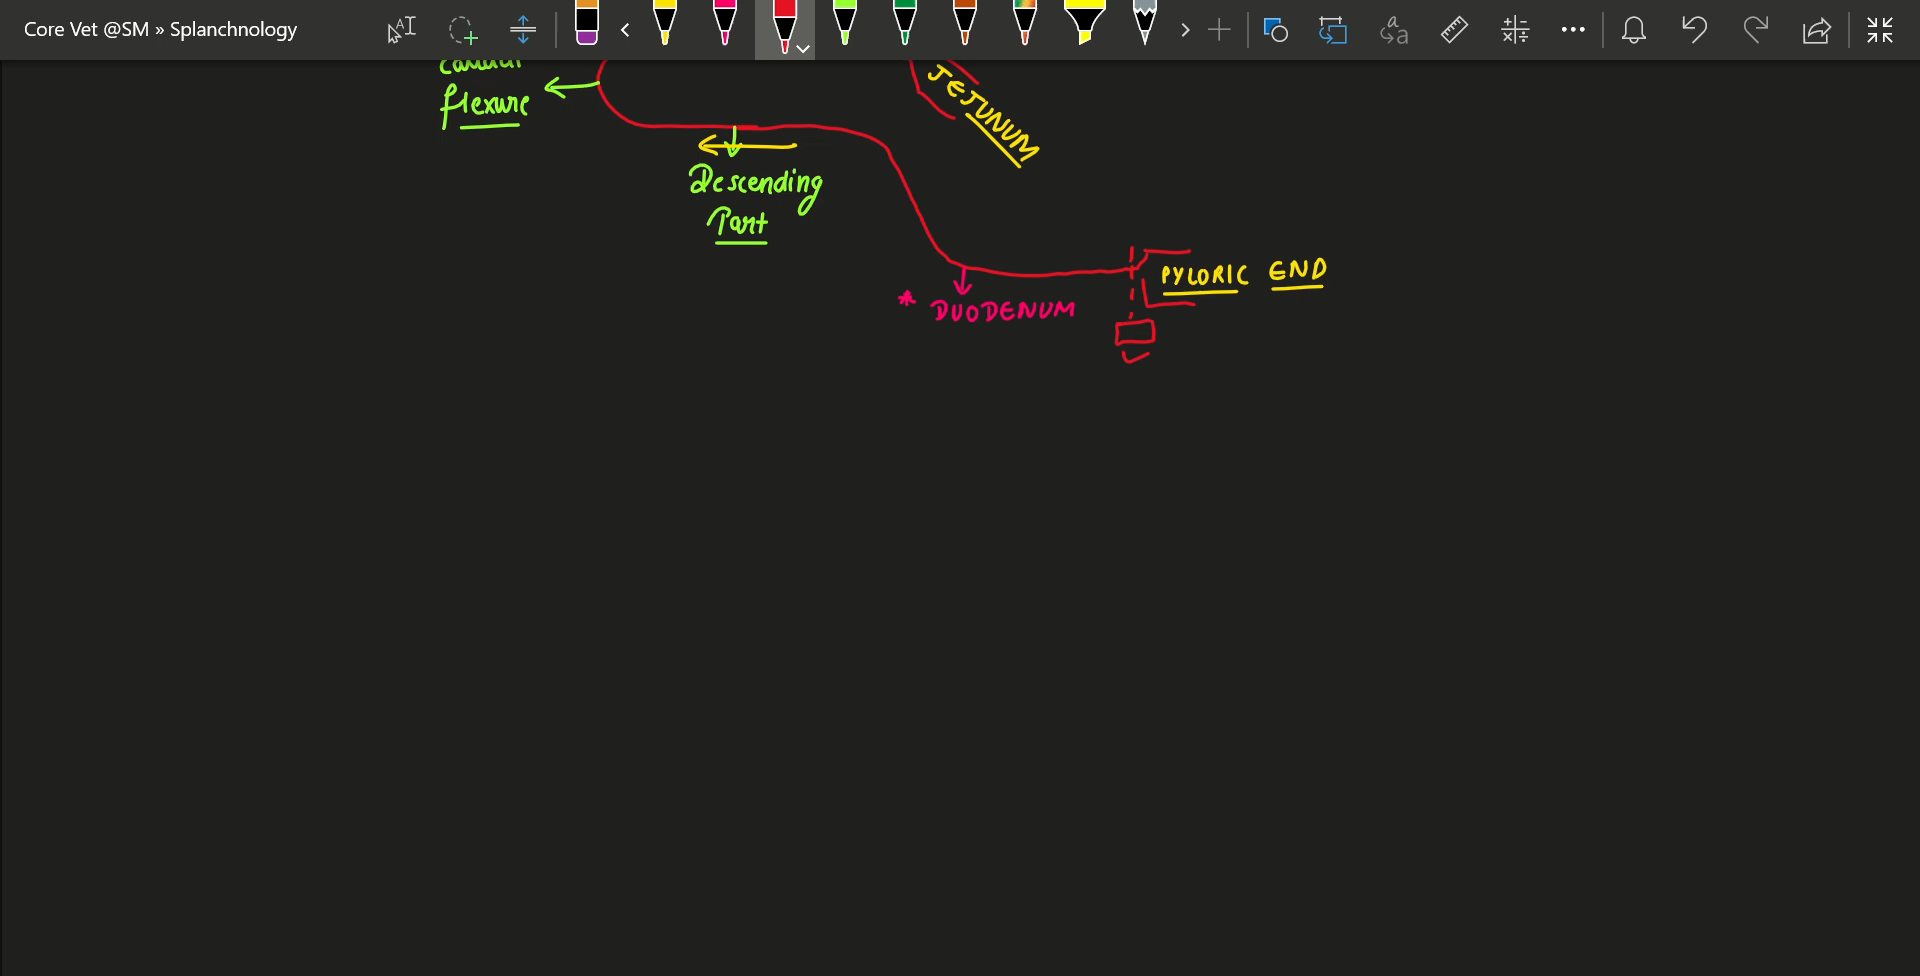 Core Vet @SM » Splanchnology
flexure
JEJUNUM
Descending
Part
PYLORIC END
* DUODENUM